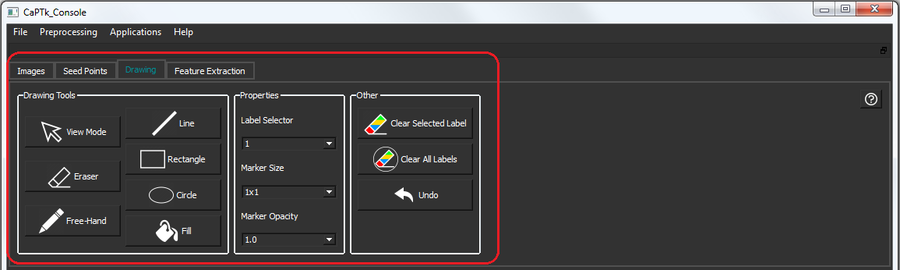 CaPTk_Console
File Preprocessing Applications Help
Images Seed Points Drawing Feature Extraction
Drawing Tools
View Mode
Eraser
Free-Hand
Line
Rectangle
Circle
Fill
Properties
Label Selector
1
Marker Size
1x1
Marker Opacity
1.0
Other
Clear Selected Label
Clear All Labels
Undo